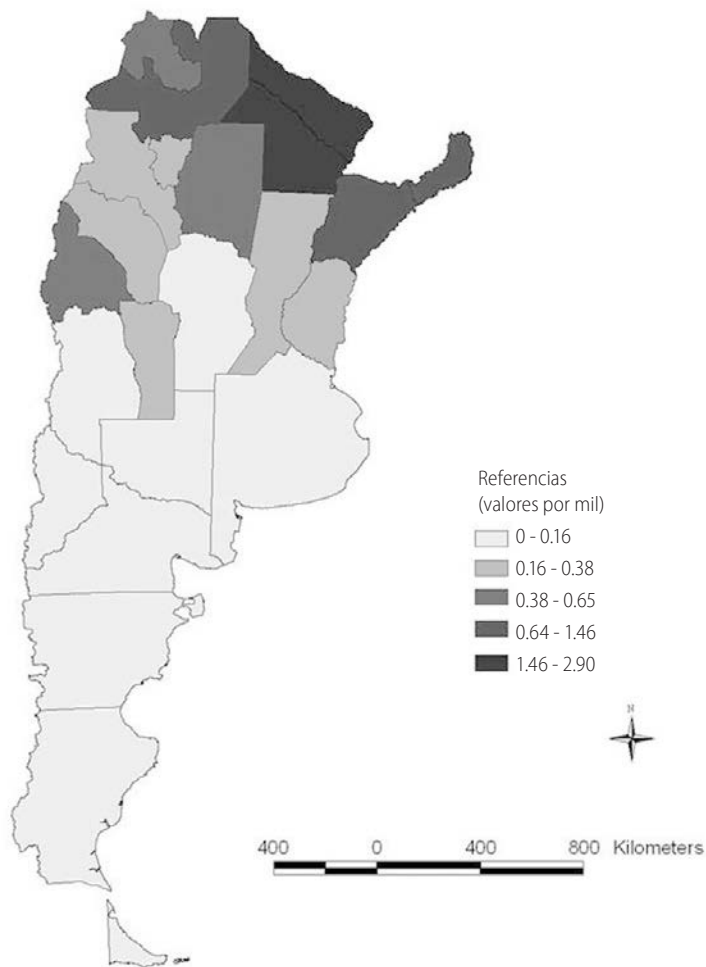 Referencias
(valores por mil)
0 - 0.16
0.16 - 0.38
0.38 - 0.65
0.64 - 1.46
1.46 - 2.90
N
400 0 400 800 Kilometers